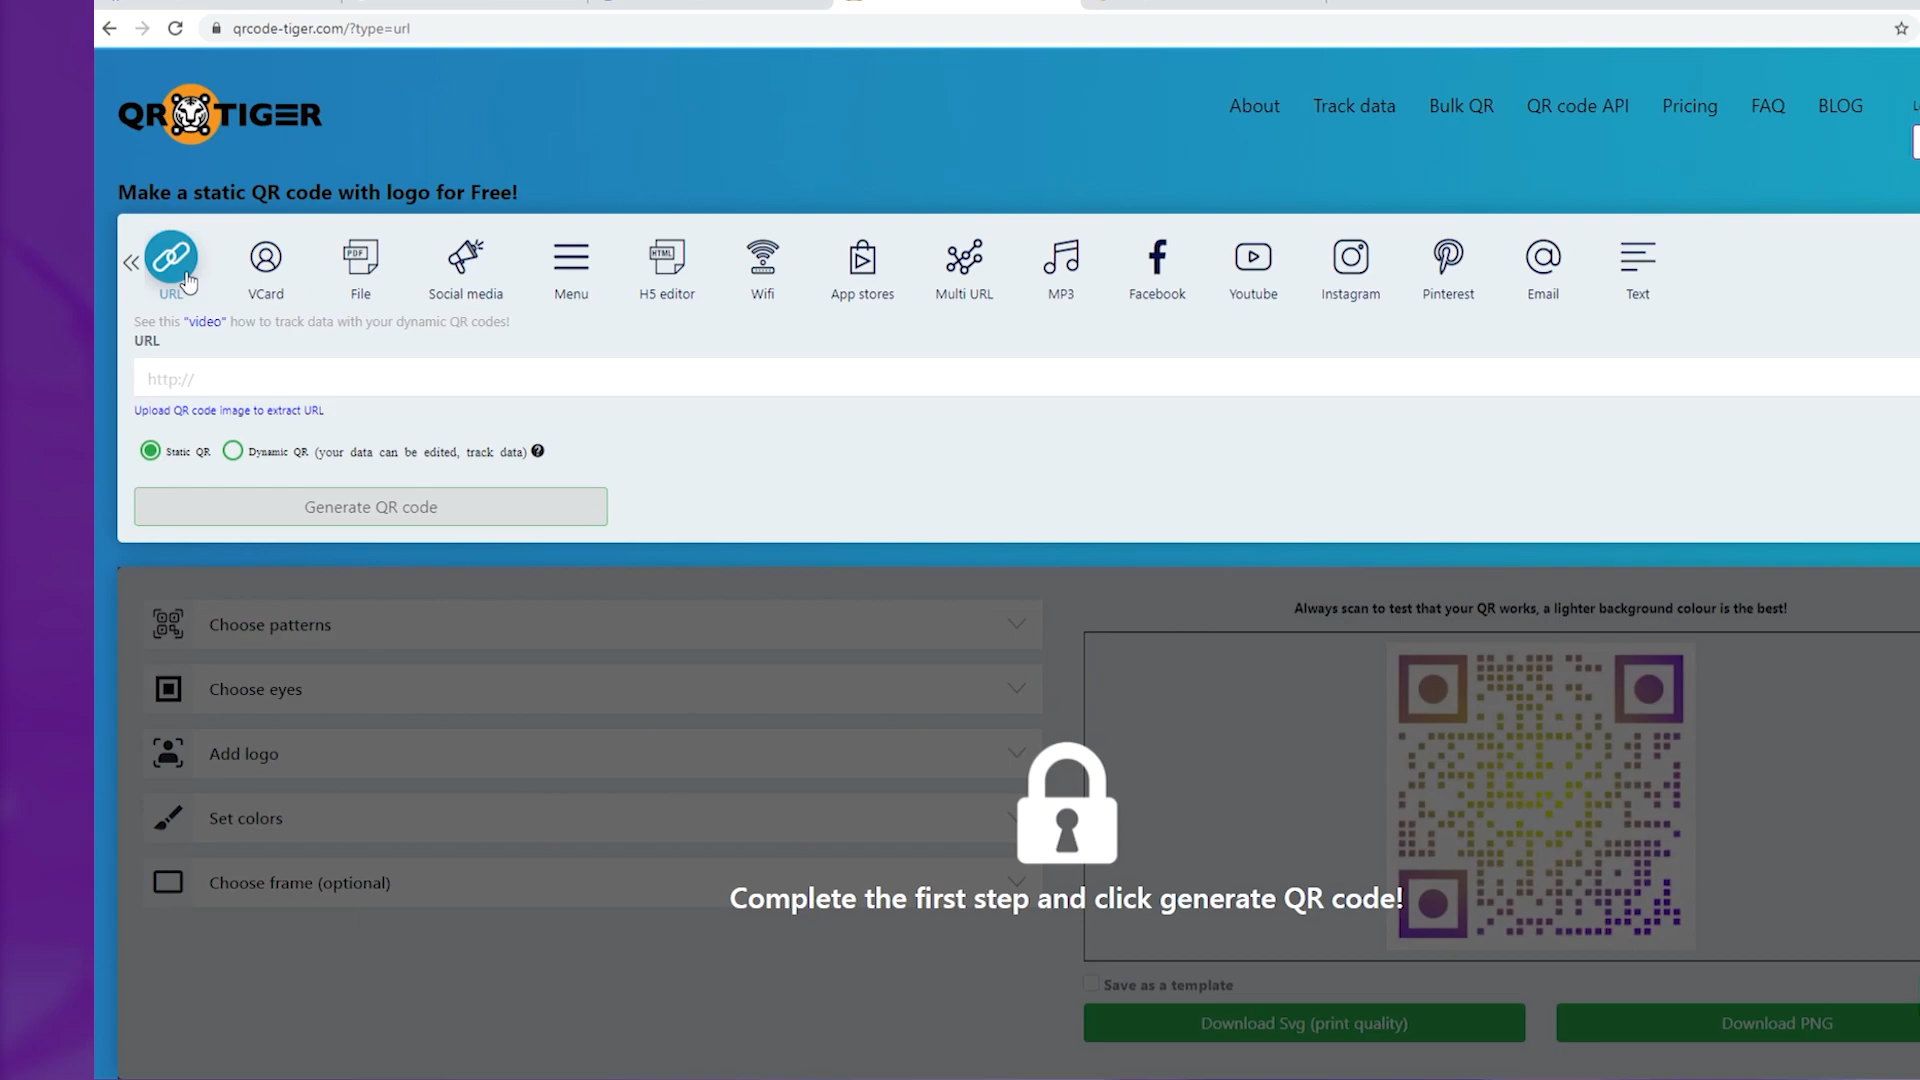 qrcode-tiger.com/?type=url
QR TIGER
About Track data Bulk QR QR code API Pricing FAQ BLOG
Make a static QR code with logo for Free!
URL VCard File Social media Menu H5 editor Wifi App stores Multi URL MP3 Facebook Youtube Instagram Pinterest Email Text
PDF
HTML
See this "video" how to track data with your dynamic QR codes!
URL
http://
Upload QR code image to extract URL
Static QR Dynamic QR (your data can be edited, track data) ?
Generate QR code
Choose patterns
Choose eyes
Add logo
Set colors
Choose frame (optional)
Always scan to test that your QR works, a lighter background colour is the best!
Complete the first step and click generate QR code!
Save as a template
Download Svg (print quality)
Download PNG